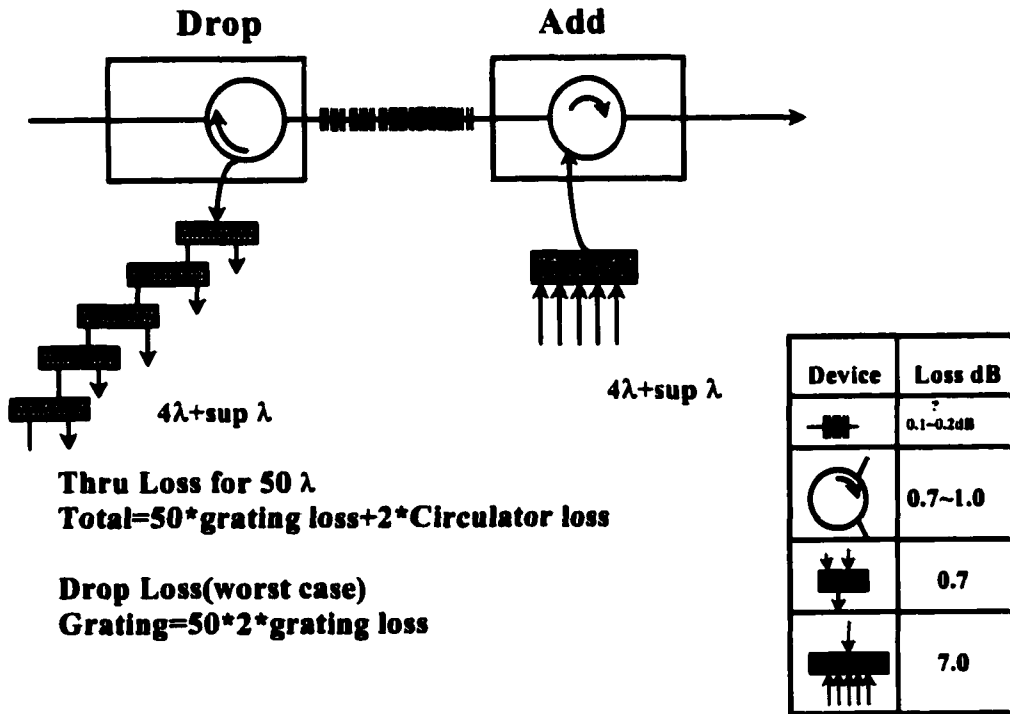 Drop
Add
4λ+sup λ
4λ+sup λ
Thru Loss for 50 λ
Total=50*grating loss+2*Circulator loss
Drop Loss(worst case)
Grating=50*2*grating loss
Device Loss dB
?
0.1~0.2dB
0.7~1.0
0.7
7.0